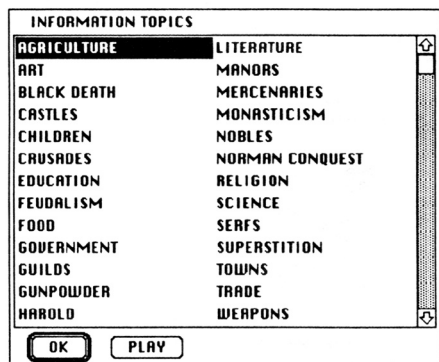 INFORMATION TOPICS
AGRICULTURE LITERATURE
ART MANORS
BLACK DEATH MERCENARIES
CASTLES MONASTICISM
CHILDREN NOBLES
CRUSADES NORMAN CONQUEST
EDUCATION RELIGION
FEUDALISM SCIENCE
FOOD SERFS
GOVERNMENT SUPERSTITION
GUILDS TOWNS
GUNPOWDER TRADE
HAROLD WEAPONS
OK PLAY